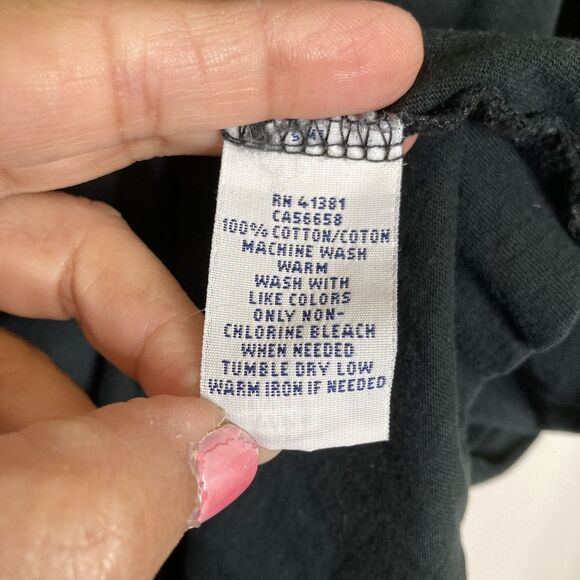 RN 41381
CA56658
100% COTTON/COTON
MACHINE WASH
WARM
WASH WITH
LIKE COLORS
ONLY NON-
CHLORINE BLEACH
WHEN NEEDED
TUMBLE DRY LOW
WARM IRON IF NEEDED